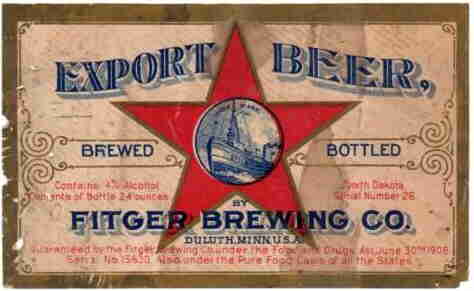 EXPORT BEER,
TRADE MARK
BREWED BOTTLED
Contains 4% Alcohol
Contents of Bottle 24 ounces
North Dakota
Serial Number 26
BY
FITGER BREWING CO.
DULUTH, MINN. U.S.A.
Guaranteed by the Fitger Brewing Co. under the Food and Drugs Act, June 30th 1906
Serial No. 15630. Also under the Pure Food Laws of all the States